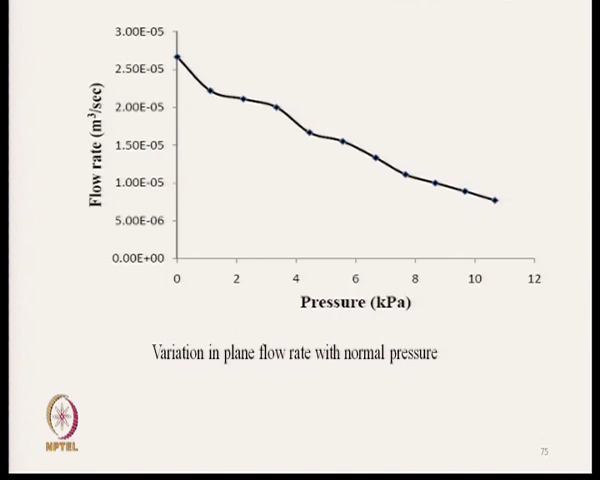 3.00E-05
2.50E-05
2.00E-05
1.50E-05
1.00E-05
5.00E-06
0.00E+00
Flow rate (m³/sec)
0 2 4 6 8 10 12
Pressure (kPa)
Variation in plane flow rate with normal pressure
NPTEL
75